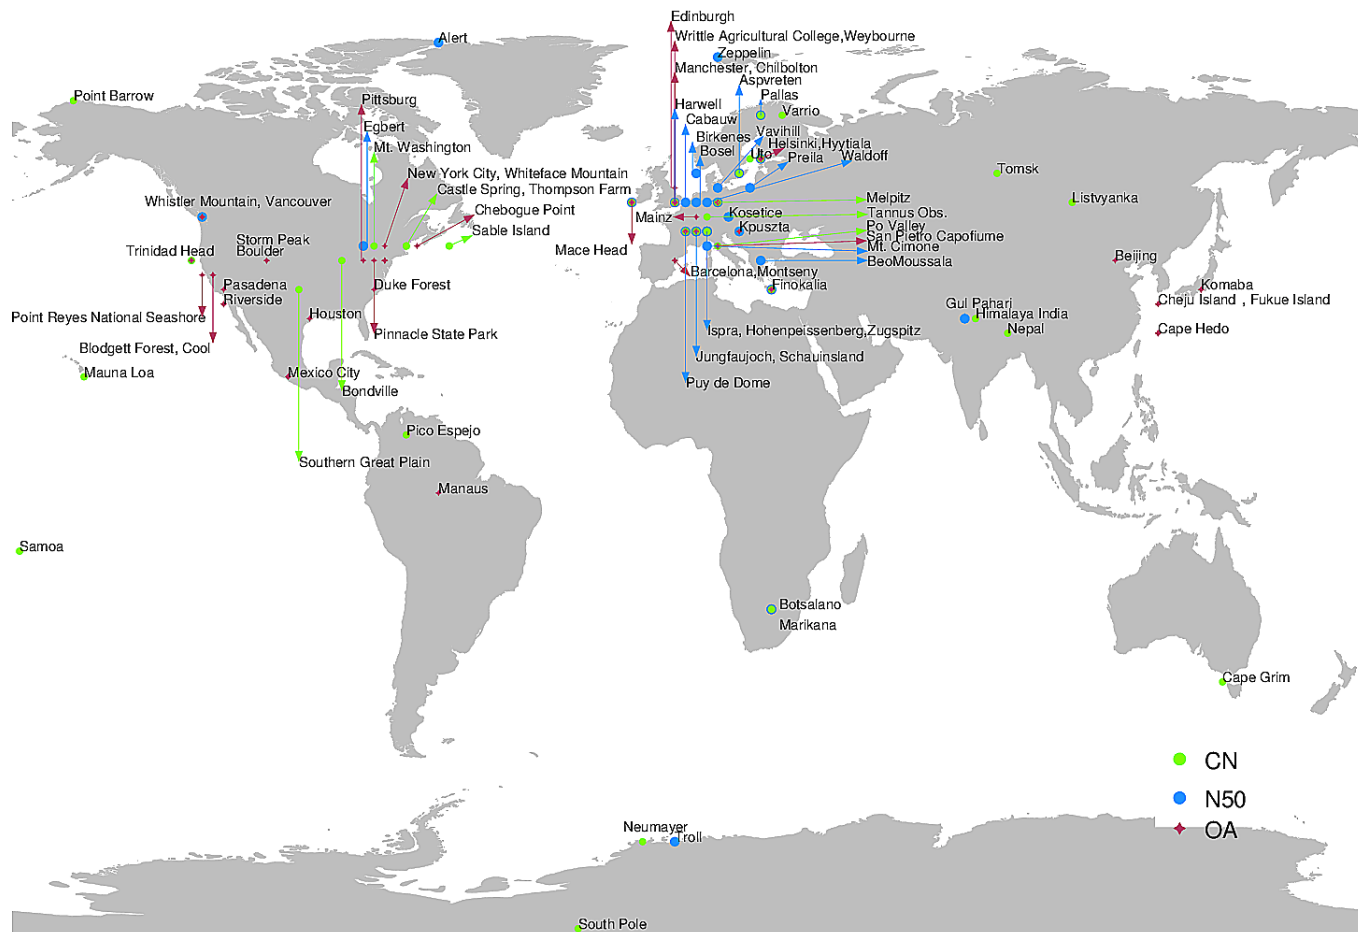 Edinburgh
Writtle Agricultural College,Weybourne
Alert
Zeppelin
Manchester, Chilbolton
Aspvreten
Point Barrow
Pittsburg
Pallas
Harwell
Varrio
Cabauw
Egbert
Vavihill
Birkenes
Helsinki,Hyytiala
Mt. Washington
Bosel
Uto
Preila
Waldoff
New York City, Whiteface Mountain
Tomsk
Castle Spring, Thompson Farm
Whistler Mountain, Vancouver
Melpitz
Listvyanka
Chebogue Point
Mainz
Kosetice
Tannus Obs.
Sable Island
Kpuszta
Po Valley
San Pietro Capofiume
Storm Peak
Trinidad Head
Boulder
Mace Head
Mt. Cimone
BeoMoussala
Beijing
Barcelona,Montseny
Pasadena
Duke Forest
Finokalia
Komaba
Riverside
Gul Pahari
Cheju Island , Fukue Island
Point Reyes National Seashore
Houston
Himalaya India
Pinnacle State Park
Ispra, Hohenpeissenberg,Zugspitz
Nepal
Cape Hedo
Blodgett Forest, Cool
Jungfaujoch, Schauinsland
Mauna Loa
Mexico City
Puy de Dome
Bondville
Pico Espejo
Southern Great Plain
Manaus
Samoa
Botsalano
Marikana
Cape Grim
CN
N50
OA
Neumayer
Troll
South Pole